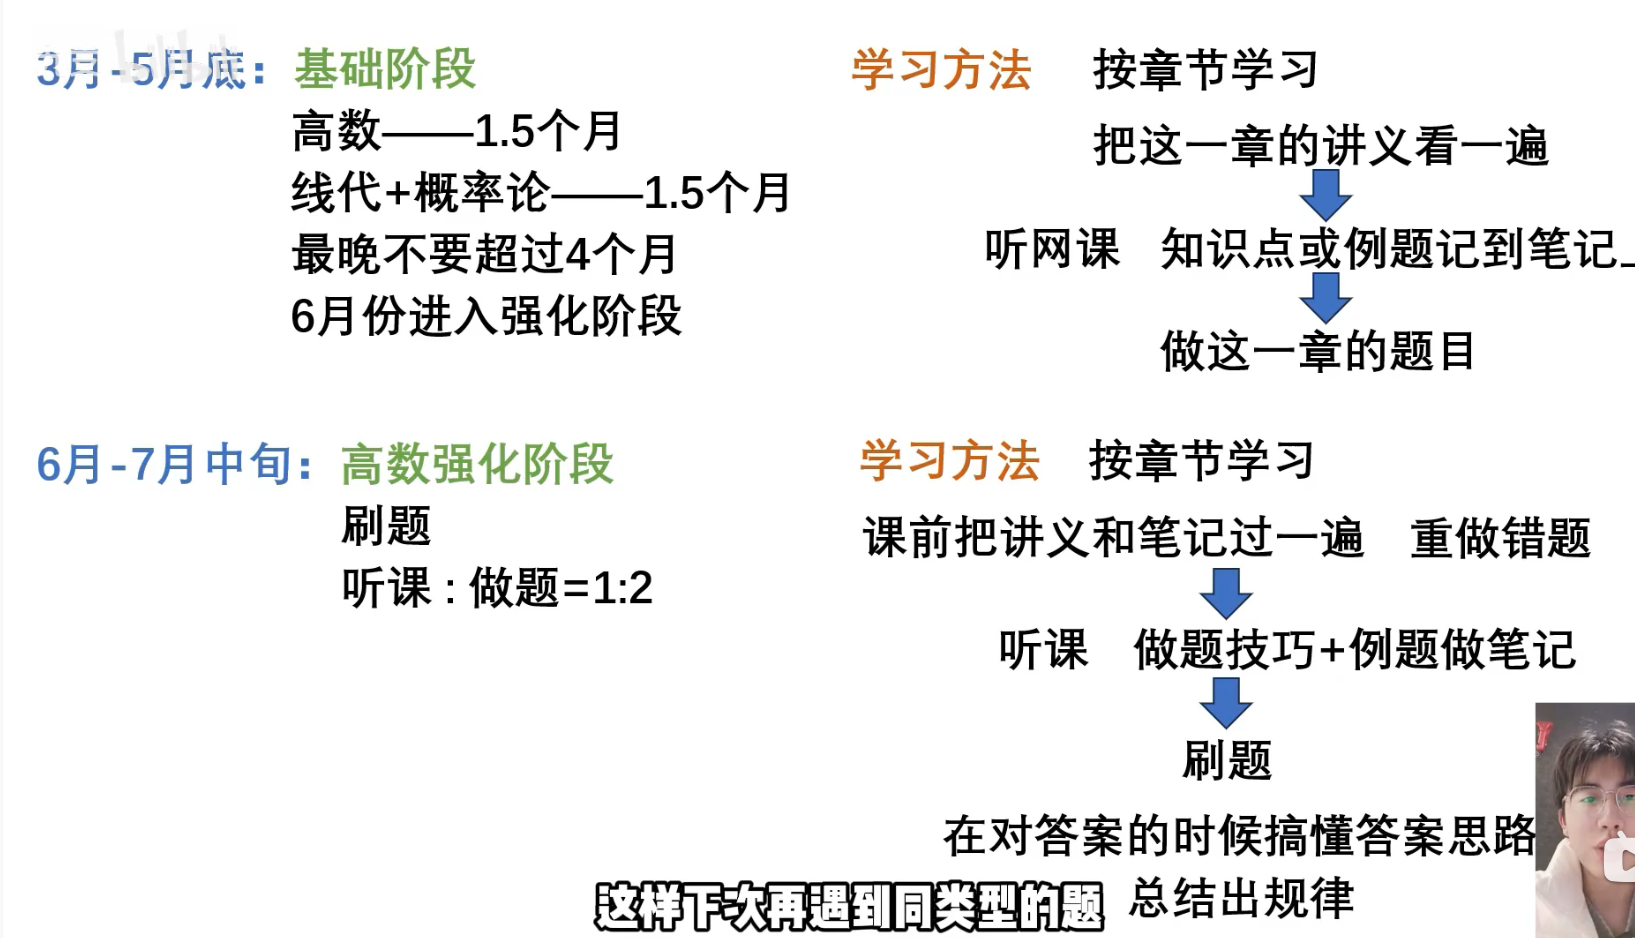 3月-5月底：基础阶段
高数——1.5个月
线代+概率论——1.5个月
最晚不要超过4个月
6月份进入强化阶段
学习方法 按章节学习
把这一章的讲义看一遍
听网课 知识点或例题记到笔记
做这一章的题目
6月-7月中旬：高数强化阶段
刷题
听课：做题=1:2
学习方法 按章节学习
课前把讲义和笔记过一遍 重做错题
听课 做题技巧+例题做笔记
刷题
在对答案的时候搞懂答案思路
总结出规律
这样下次再遇到同类型的题